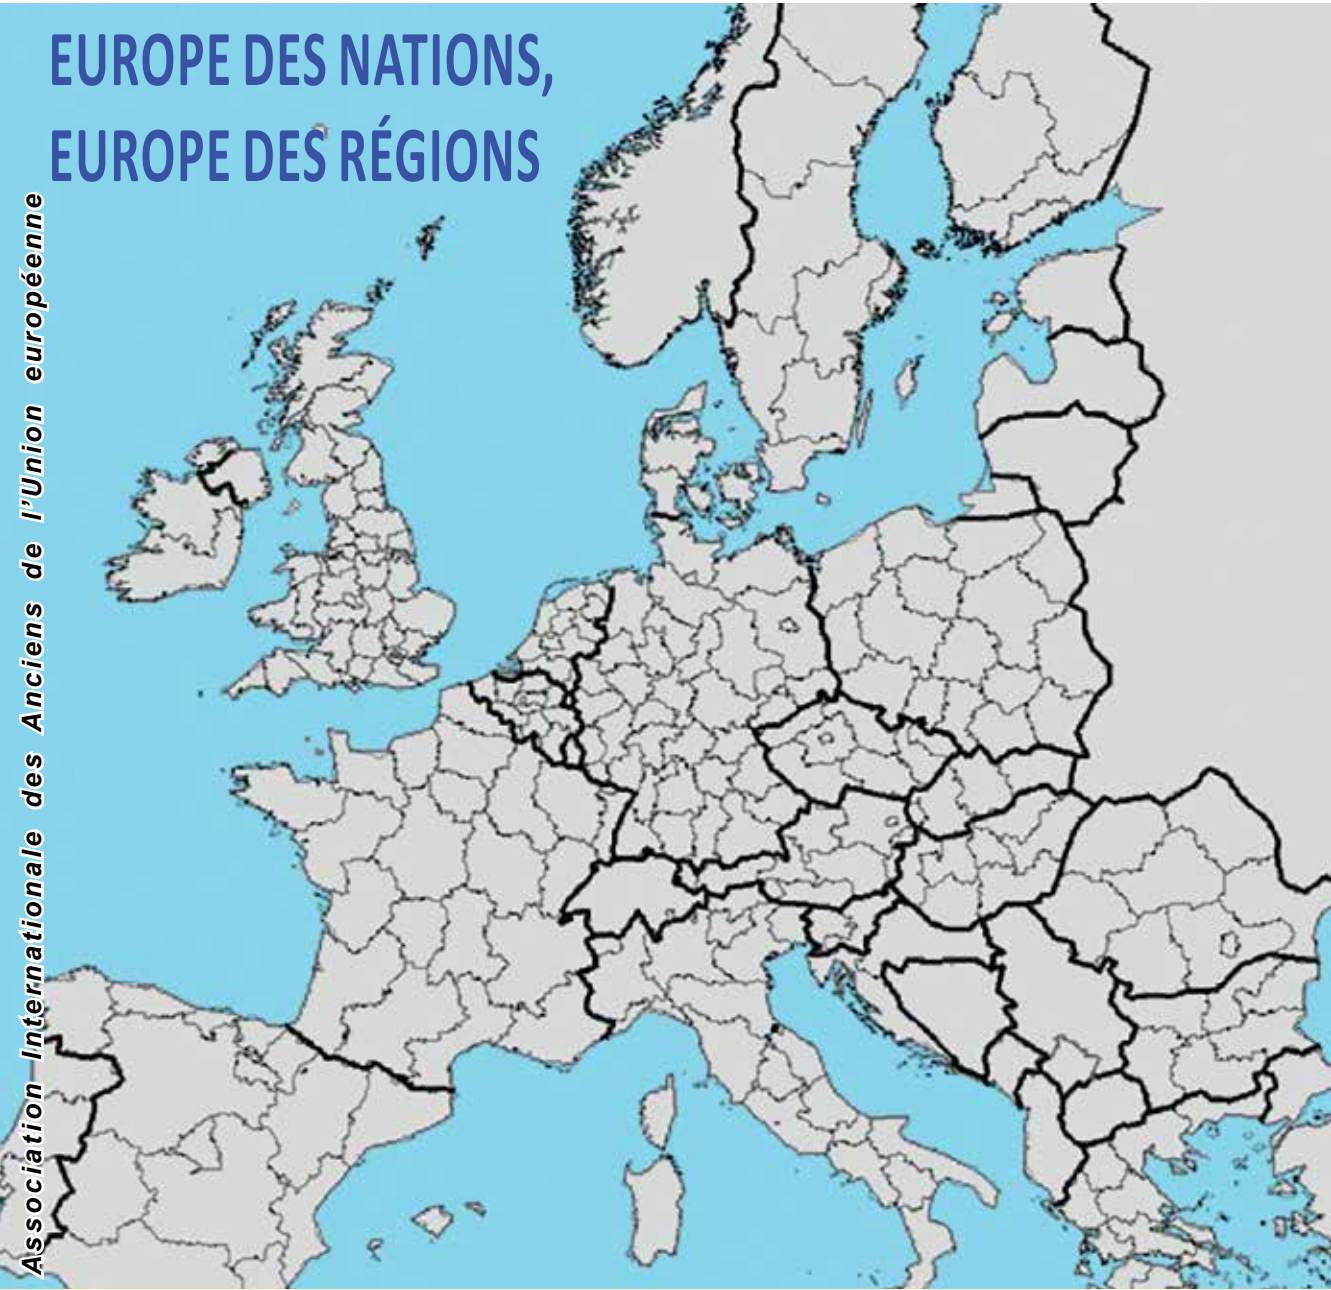 EUROPE DES NATIONS,
EUROPE DES RÉGIONS
Association Internationale des Anciens de l'Union européenne